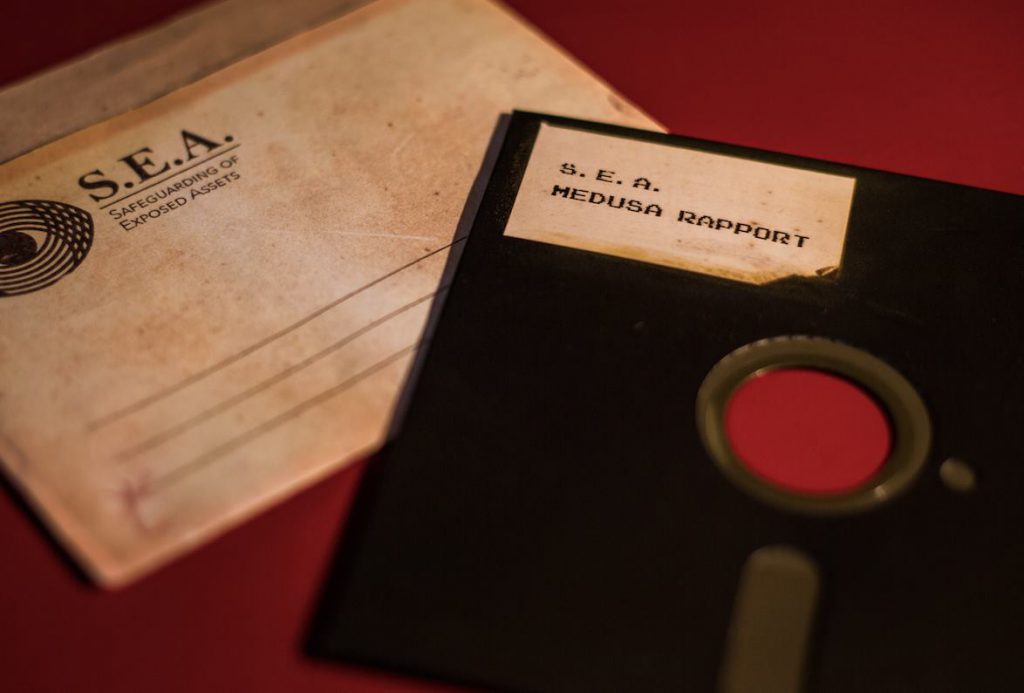 S.E.A.
SAFEGUARDING OF
EXPOSED ASSETS
S.E.A.
MEDUSA RAPPORT